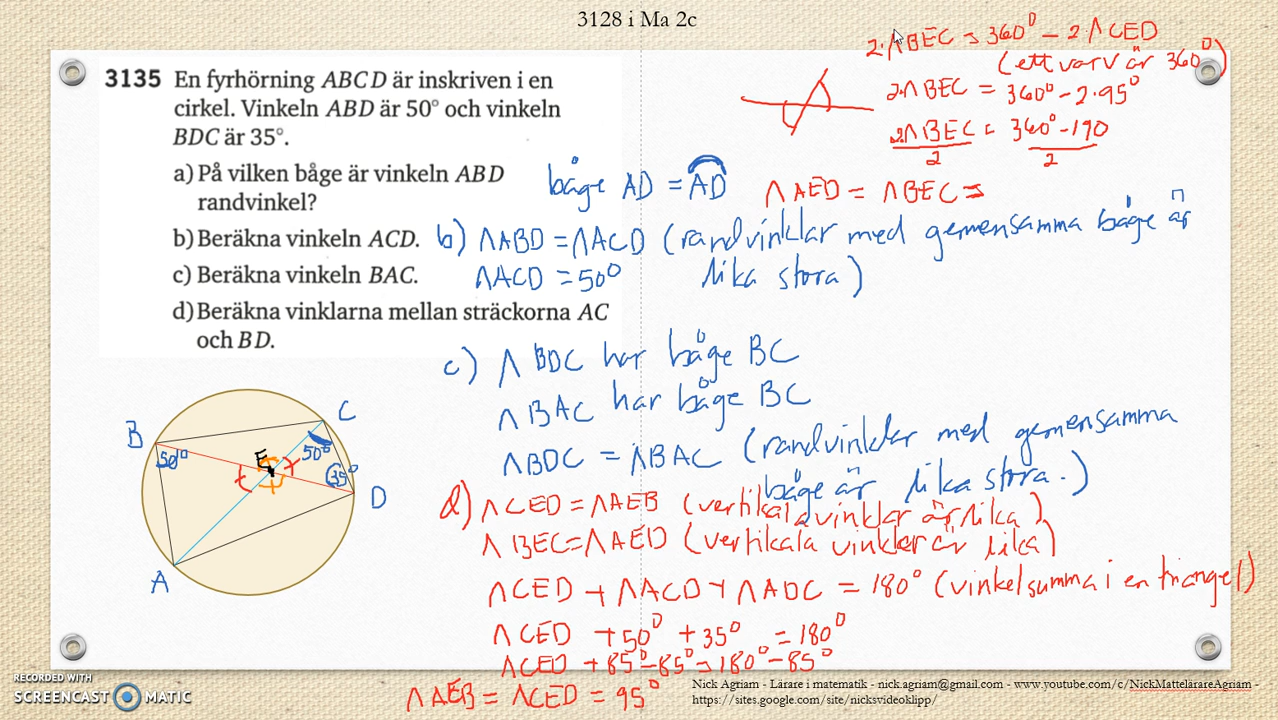 3128 i Ma 2c
3135 En fyrhörning ABCD är inskriven i en
cirkel. Vinkeln ABD är 50° och vinkeln
BDC är 35°.
a) På vilken båge är vinkeln ABD
randvinkel?
b) Beräkna vinkeln ACD.
c) Beräkna vinkeln BAC.
d) Beräkna vinklarna mellan sträckorna AC
och BD.
2·∧BEC = 360° - 2·∧CED
(ett varv är 360°)
2·∧BEC = 360° - 2·95°
2∧BEC = 360° - 190
2 2
∧AED = ∧BEC =
båge AD = AD
b) ∧ABD = ∧ACD (randvinklar med gemensamma båge är
∧ACD = 50° lika stora)
c) ∧BDC har båge BC
∧BAC har båge BC
∧BDC = ∧BAC (randvinklar med gemensamma
båge är lika stora.)
d) ∧CED = ∧AEB (vertikala vinklar är lika)
∧BEC = ∧AED (vertikala vinklar är lika)
∧CED + ∧ACD + ∧ADC = 180° (vinkelsumma i en triangel)
∧CED + 50° + 35° = 180°
∧CED + 85° - 85° = 180° - 85°
∧AEB = ∧CED = 95°
B
C
50°
E
50°
35°
D
A
RECORDED WITH
SCREENCAST MATIC
Nick Agriam - Lärare i matematik - nick.agriam@gmail.com - www.youtube.com/c/NickMattelärareAgriam -
https://sites.google.com/site/nicksvideoklipp/